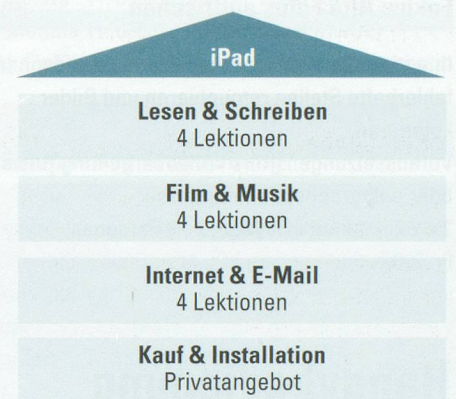 iPad
Lesen & Schreiben
4 Lektionen
Film & Musik
4 Lektionen
Internet & E-Mail
4 Lektionen
Kauf & Installation
Privatangebot